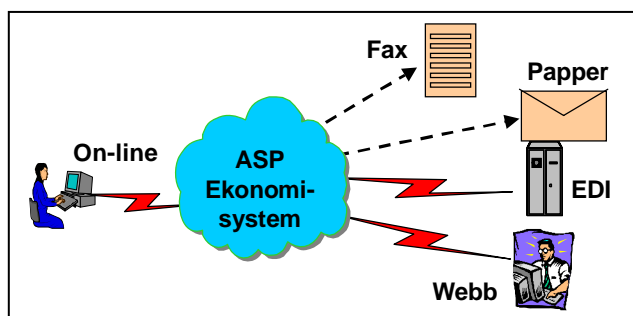 Fax
Papper
On-line
ASP
Ekonomi-
system
EDI
Webb